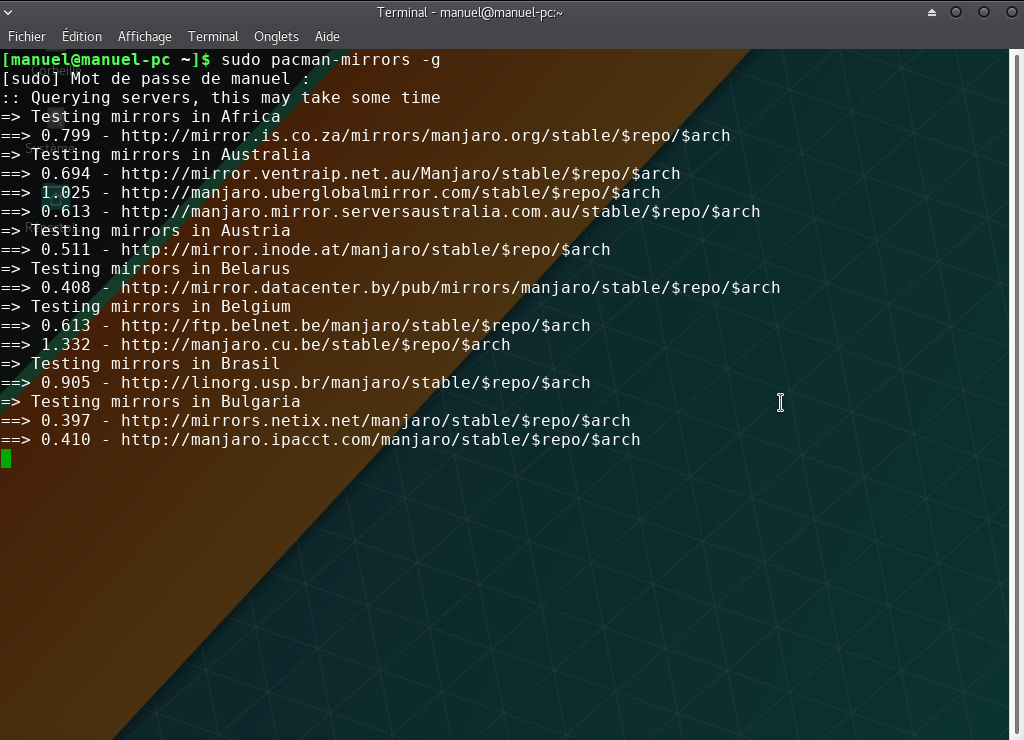 Terminal - manuel@manuel-pc:~
Fichier Édition Affichage Terminal Onglets Aide
[manuel@manuel-pc ~]$ sudo pacman-mirrors -g
Corbeille
[sudo] Mot de passe de manuel :
:: Querying servers, this may take some time
=> Testing mirrors in Africa
==> 0.799 - http://mirror.is.co.za/mirrors/manjaro.org/stable/$repo/$arch
Système
=> Testing mirrors in Australia
==> 0.694 - http://mirror.ventraip.net.au/Manjaro/stable/$repo/$arch
==> 1.025 - http://manjaro.uberglobalmirror.com/stable/$repo/$arch
==> 0.613 - http://manjaro.mirror.serversaustralia.com.au/stable/$repo/$arch
=> Testing mirrors in Austria
==> 0.511 - http://mirror.inode.at/manjaro/stable/$repo/$arch
=> Testing mirrors in Belarus
==> 0.408 - http://mirror.datacenter.by/pub/mirrors/manjaro/stable/$repo/$arch
=> Testing mirrors in Belgium
==> 0.613 - http://ftp.belnet.be/manjaro/stable/$repo/$arch
==> 1.332 - http://manjaro.cu.be/stable/$repo/$arch
=> Testing mirrors in Brasil
==> 0.905 - http://linorg.usp.br/manjaro/stable/$repo/$arch
=> Testing mirrors in Bulgaria
==> 0.397 - http://mirrors.netix.net/manjaro/stable/$repo/$arch
==> 0.410 - http://manjaro.ipacct.com/manjaro/stable/$repo/$arch